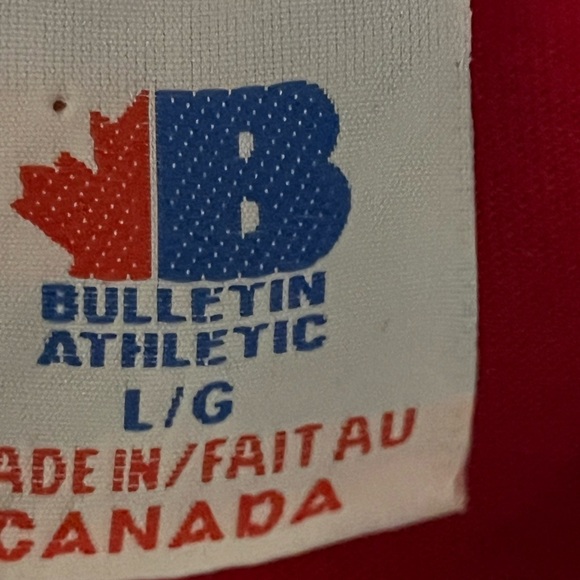 B
BULLETIN
ATHLETIC
L/G
ADE IN/FAIT AU
CANADA